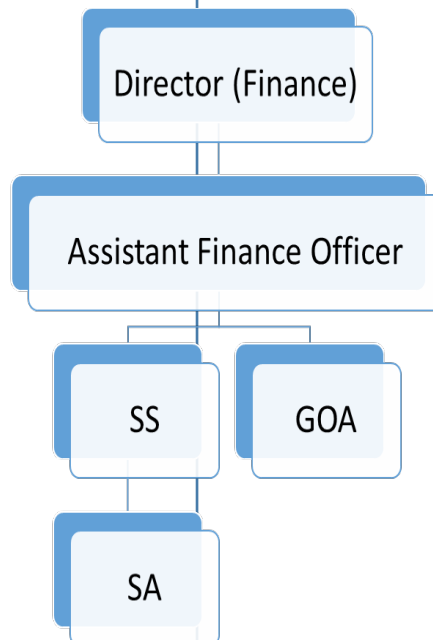 Director (Finance)
Assistant Finance Officer
SS
GOA
SA